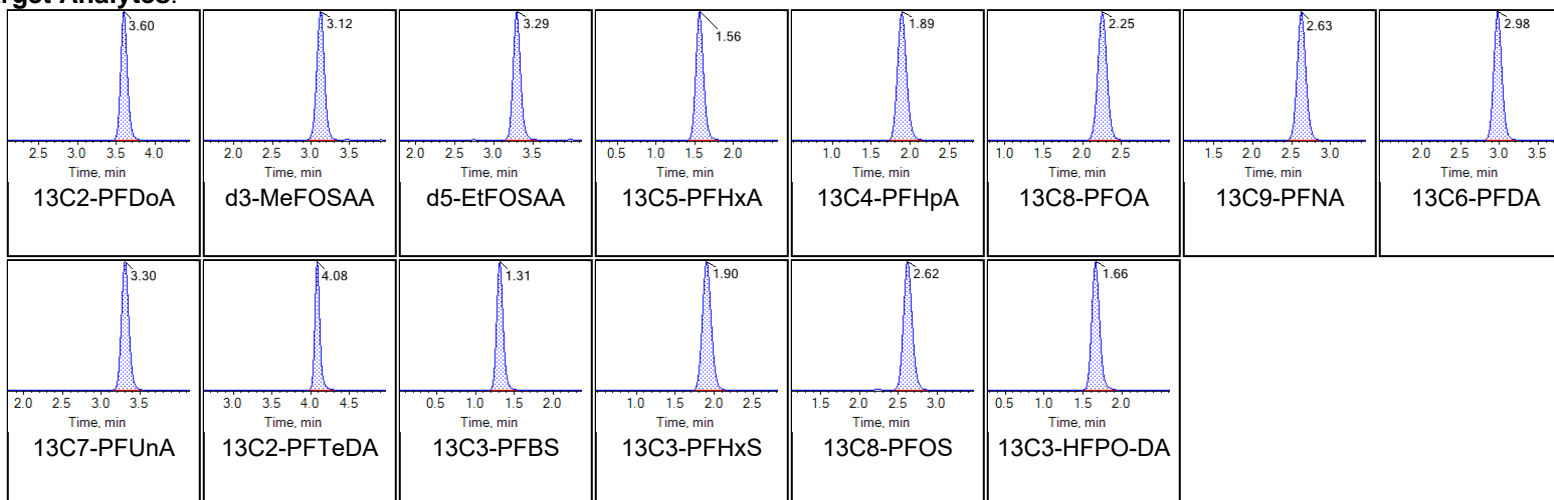 rget Analytes:
3.60
3.12
3.29
1.56
1.89
2.25
2.63
2.98
2.5 3.0 3.5 4.0
2.0 2.5 3.0 3.5
2.0 2.5 3.0 3.5
0.5 1.0 1.5 2.0
1.0 1.5 2.0 2.5
1.0 1.5 2.0 2.5
1.5 2.0 2.5 3.0
2.0 2.5 3.0 3.5
Time, min Time, min Time, min Time, min Time, min Time, min Time, min Time, min
13C2-PFDoA d3-MeFOSAA d5-EtFOSAA 13C5-PFHxA 13C4-PFHpA 13C8-PFOA 13C9-PFNA 13C6-PFDA
3.30
4.08
1.31
1.90
2.62
1.66
2.0 2.5 3.0 3.5
3.0 3.5 4.0 4.5
0.5 1.0 1.5 2.0
1.0 1.5 2.0 2.5
1.5 2.0 2.5 3.0
0.5 1.0 1.5 2.0
Time, min Time, min Time, min Time, min Time, min Time, min
13C7-PFUnA 13C2-PFTeDA 13C3-PFBS 13C3-PFHxS 13C8-PFOS 13C3-HFPO-DA